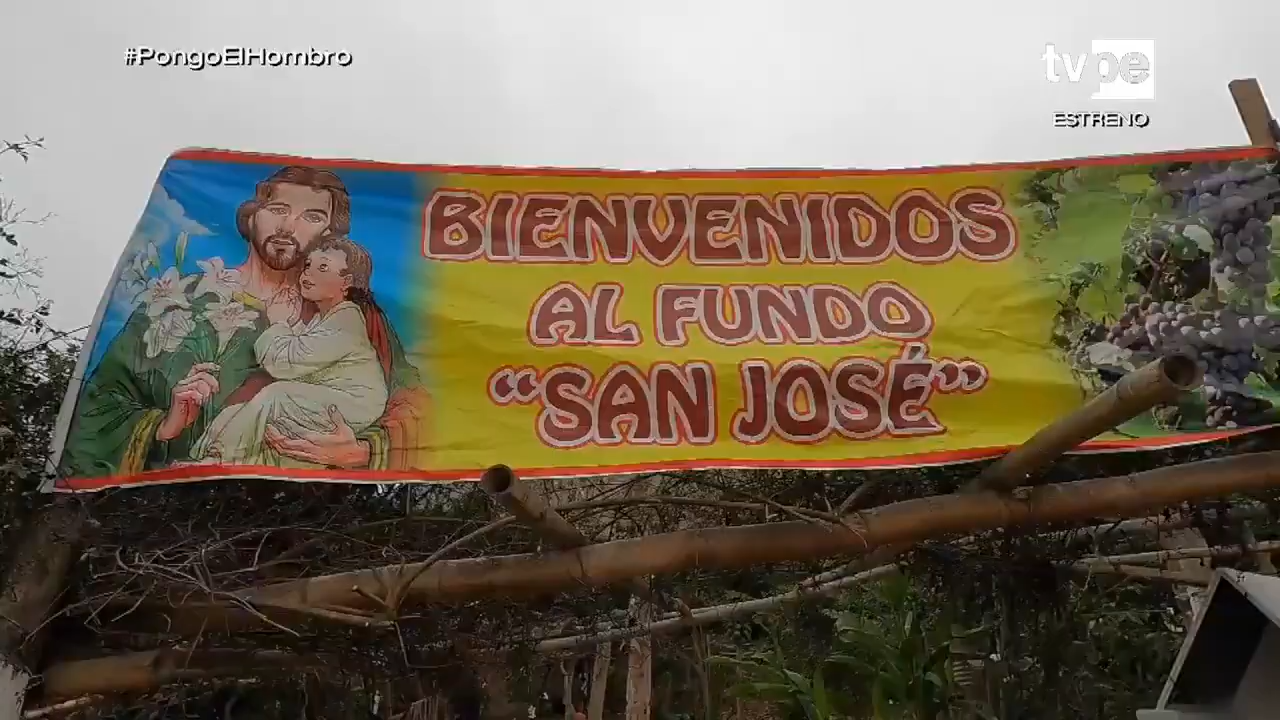 #PongoElHombro
tvpe
ESTRENO
BIENVENIDOS
AL FUNDO
“SAN JOSÉ”